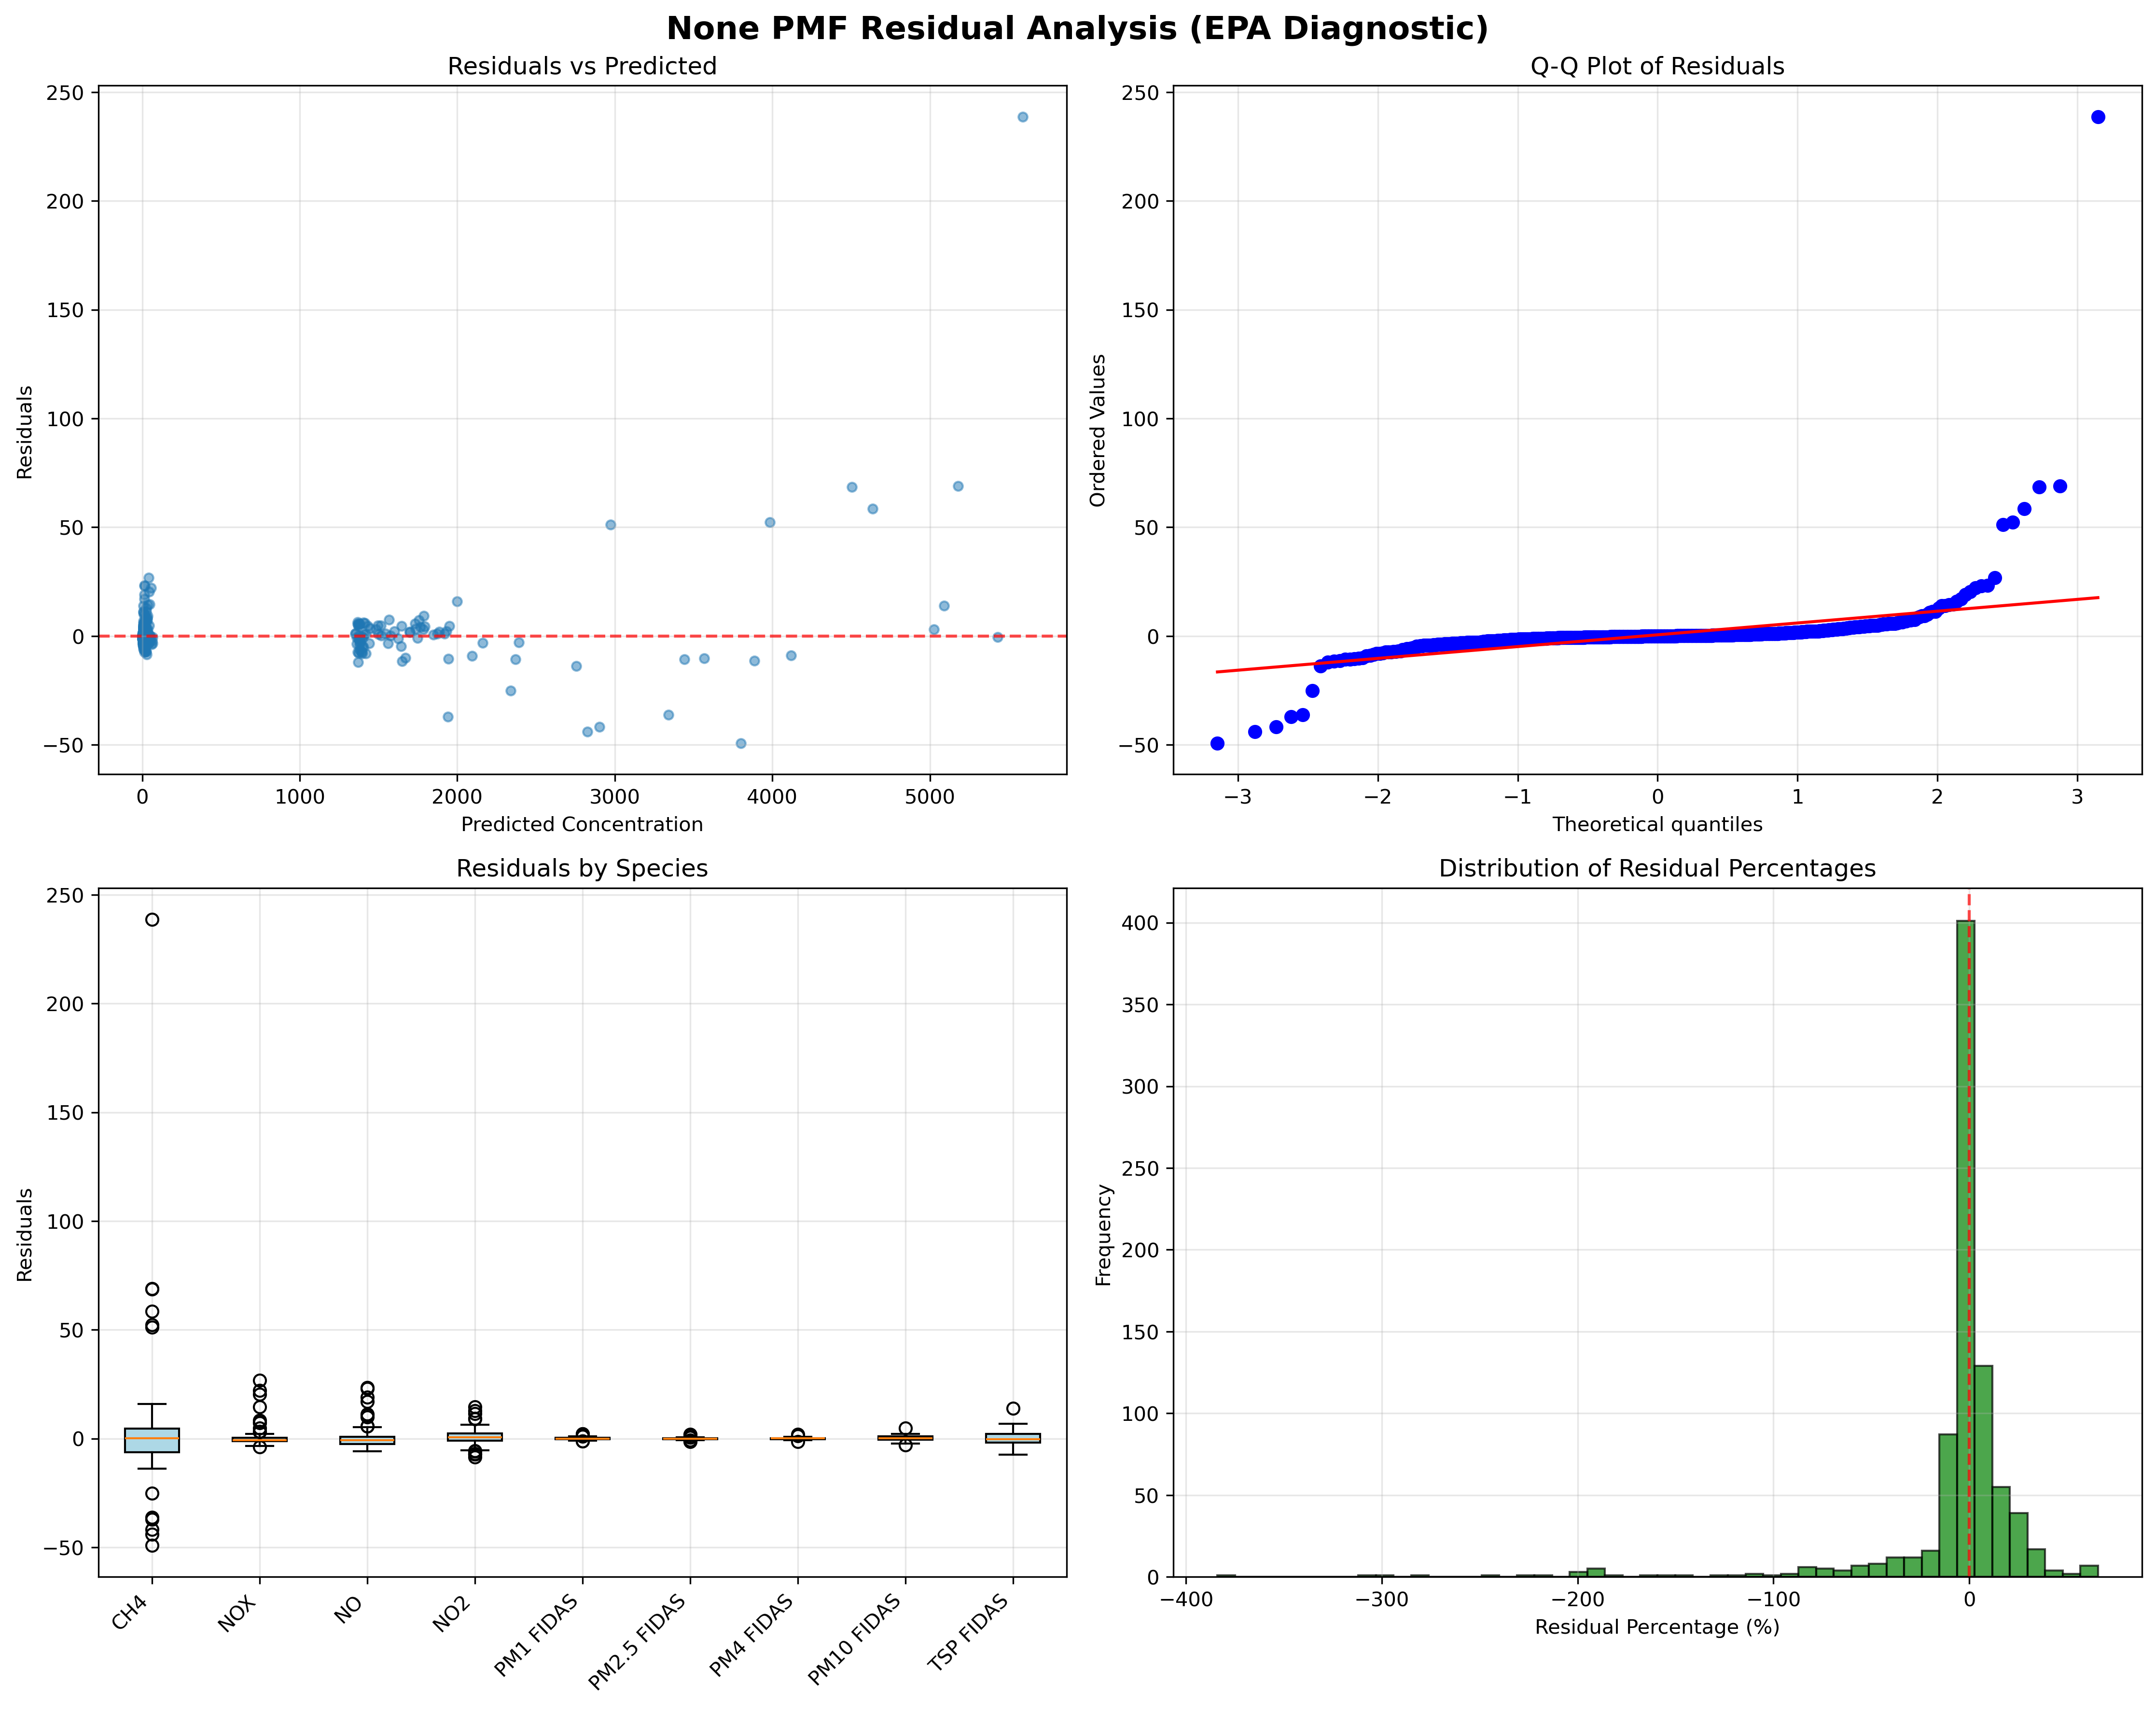 None PMF Residual Analysis (EPA Diagnostic)
Residuals vs Predicted
250
200
150
100
50
0
−50
Residuals
0 1000 2000 3000 4000 5000
Predicted Concentration
Q-Q Plot of Residuals
250
200
150
100
50
0
−50
Ordered Values
−3 −2 −1 0 1 2 3
Theoretical quantiles
Residuals by Species
250
200
150
100
50
0
−50
Residuals
CH4 NOX NO NO2 PM1 FIDAS PM2.5 FIDAS PM4 FIDAS PM10 FIDAS TSP FIDAS
Distribution of Residual Percentages
400
350
300
250
200
150
100
50
0
Frequency
−400 −300 −200 −100 0
Residual Percentage (%)